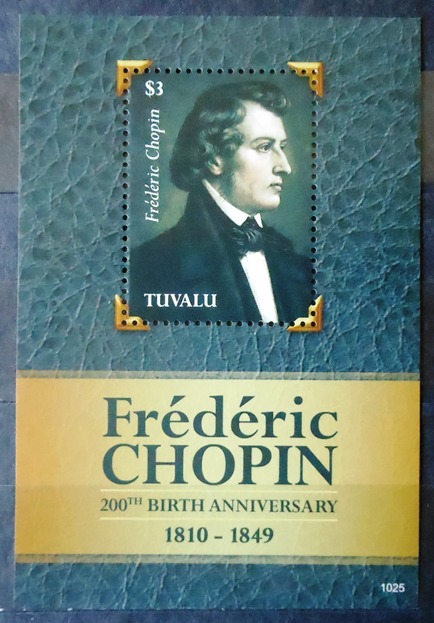 $3
Frédéric Chopin
TUVALU
Frédéric
CHOPIN
200TH BIRTH ANNIVERSARY
1810 - 1849
1025